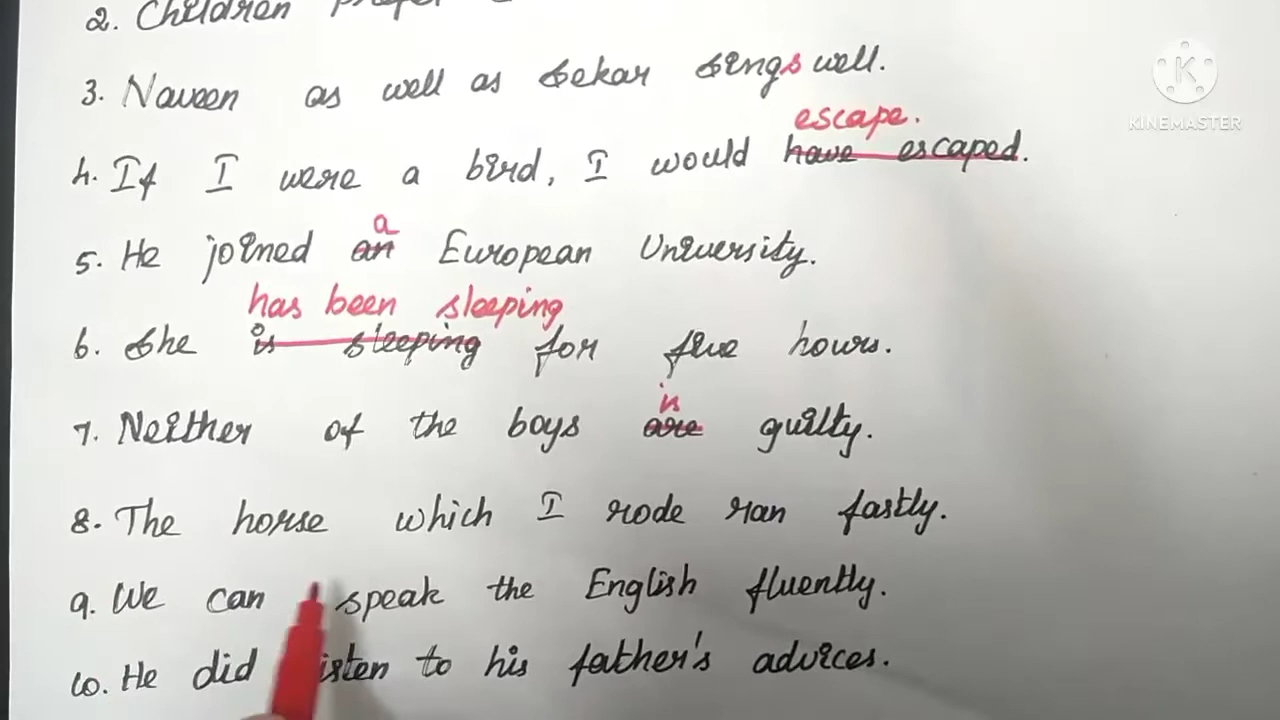 2. Children prefer
3. Naveen as well as Sekar sings well.
escape.
4. If I were a bird, I would have escaped.
a
5. He joined an European University.
has been sleeping
6. She is sleeping for five hours.
is
7. Neither of the boys are guilty.
8. The horse which I rode ran fastly.
9. We can speak the English fluently.
10. He did listen to his father's advices.
KINEMASTER